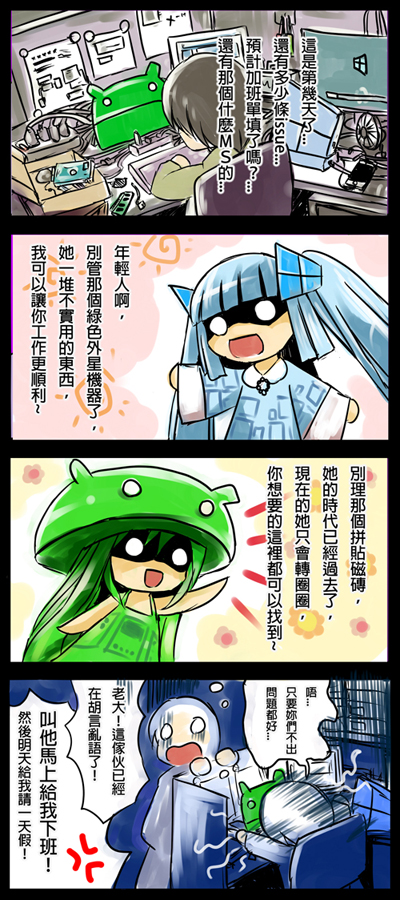 這是第幾天了…
還有多少條issue…
預計加班單填了嗎?…
還有那個什麼MS的…
年輕人啊，
別管那個綠色外星機器了，
她一堆不實用的東西，
我可以讓你工作更順利~
別理那個拼貼磁磚，
她的時代已經過去了，
現在的她只會轉圈圈，
你想要的這裡都可以找到~
唔…
只要妳們不出
問題都好…
老大！這傢伙已經
在胡言亂語了！
叫他馬上給我下班！
然後明天給我請一天假！